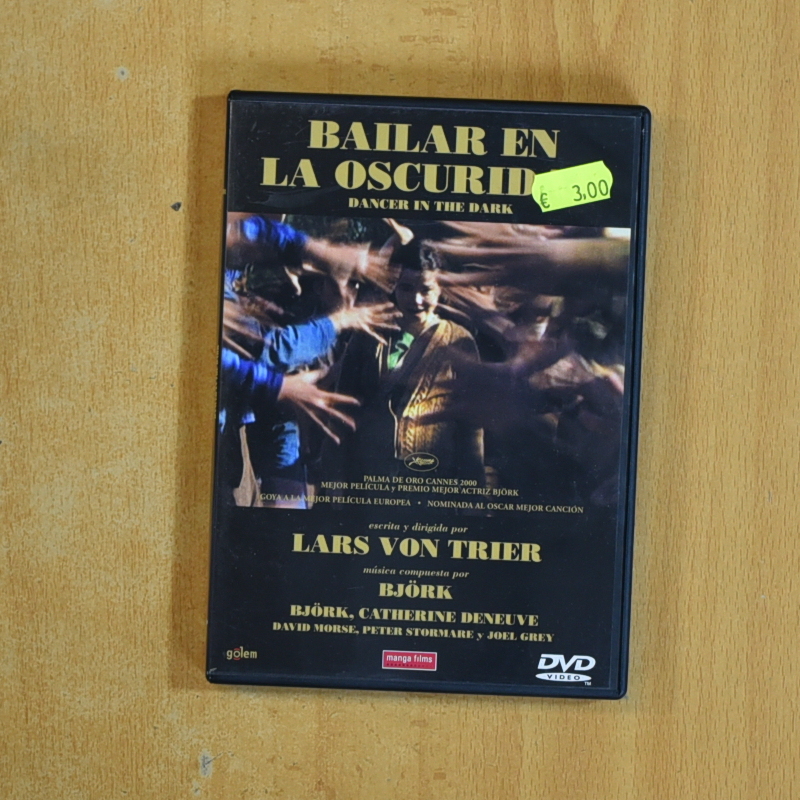 BAILAR EN
LA OSCURID
€ 3,00
DANCER IN THE DARK
PALMA DE ORO CANNES 2000
MEJOR PELÍCULA y PREMIO MEJOR ACTRIZ BJÖRK
GOYA A LA MEJOR PELÍCULA EUROPEA • NOMINADA AL OSCAR MEJOR CANCIÓN
escrita y dirigida por
LARS VON TRIER
música compuesta por
BJÖRK
BJÖRK, CATHERINE DENEUVE
DAVID MORSE, PETER STORMARE y JOEL GREY
golem
manga films
DVD
VIDEO
TM